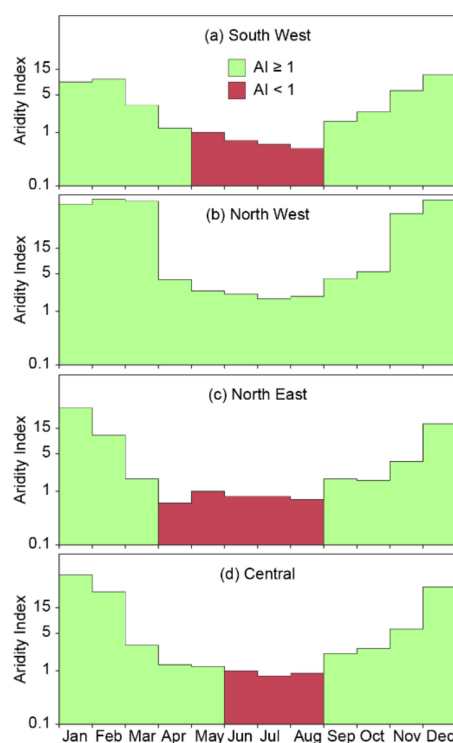 (a) South West
AI ≥ 1
AI < 1
Aridity Index
15
5
1
0.1
(b) North West
Aridity Index
15
5
1
0.1
(c) North East
Aridity Index
15
5
1
0.1
(d) Central
Aridity Index
15
5
1
0.1
Jan Feb Mar Apr May Jun Jul Aug Sep Oct Nov Dec